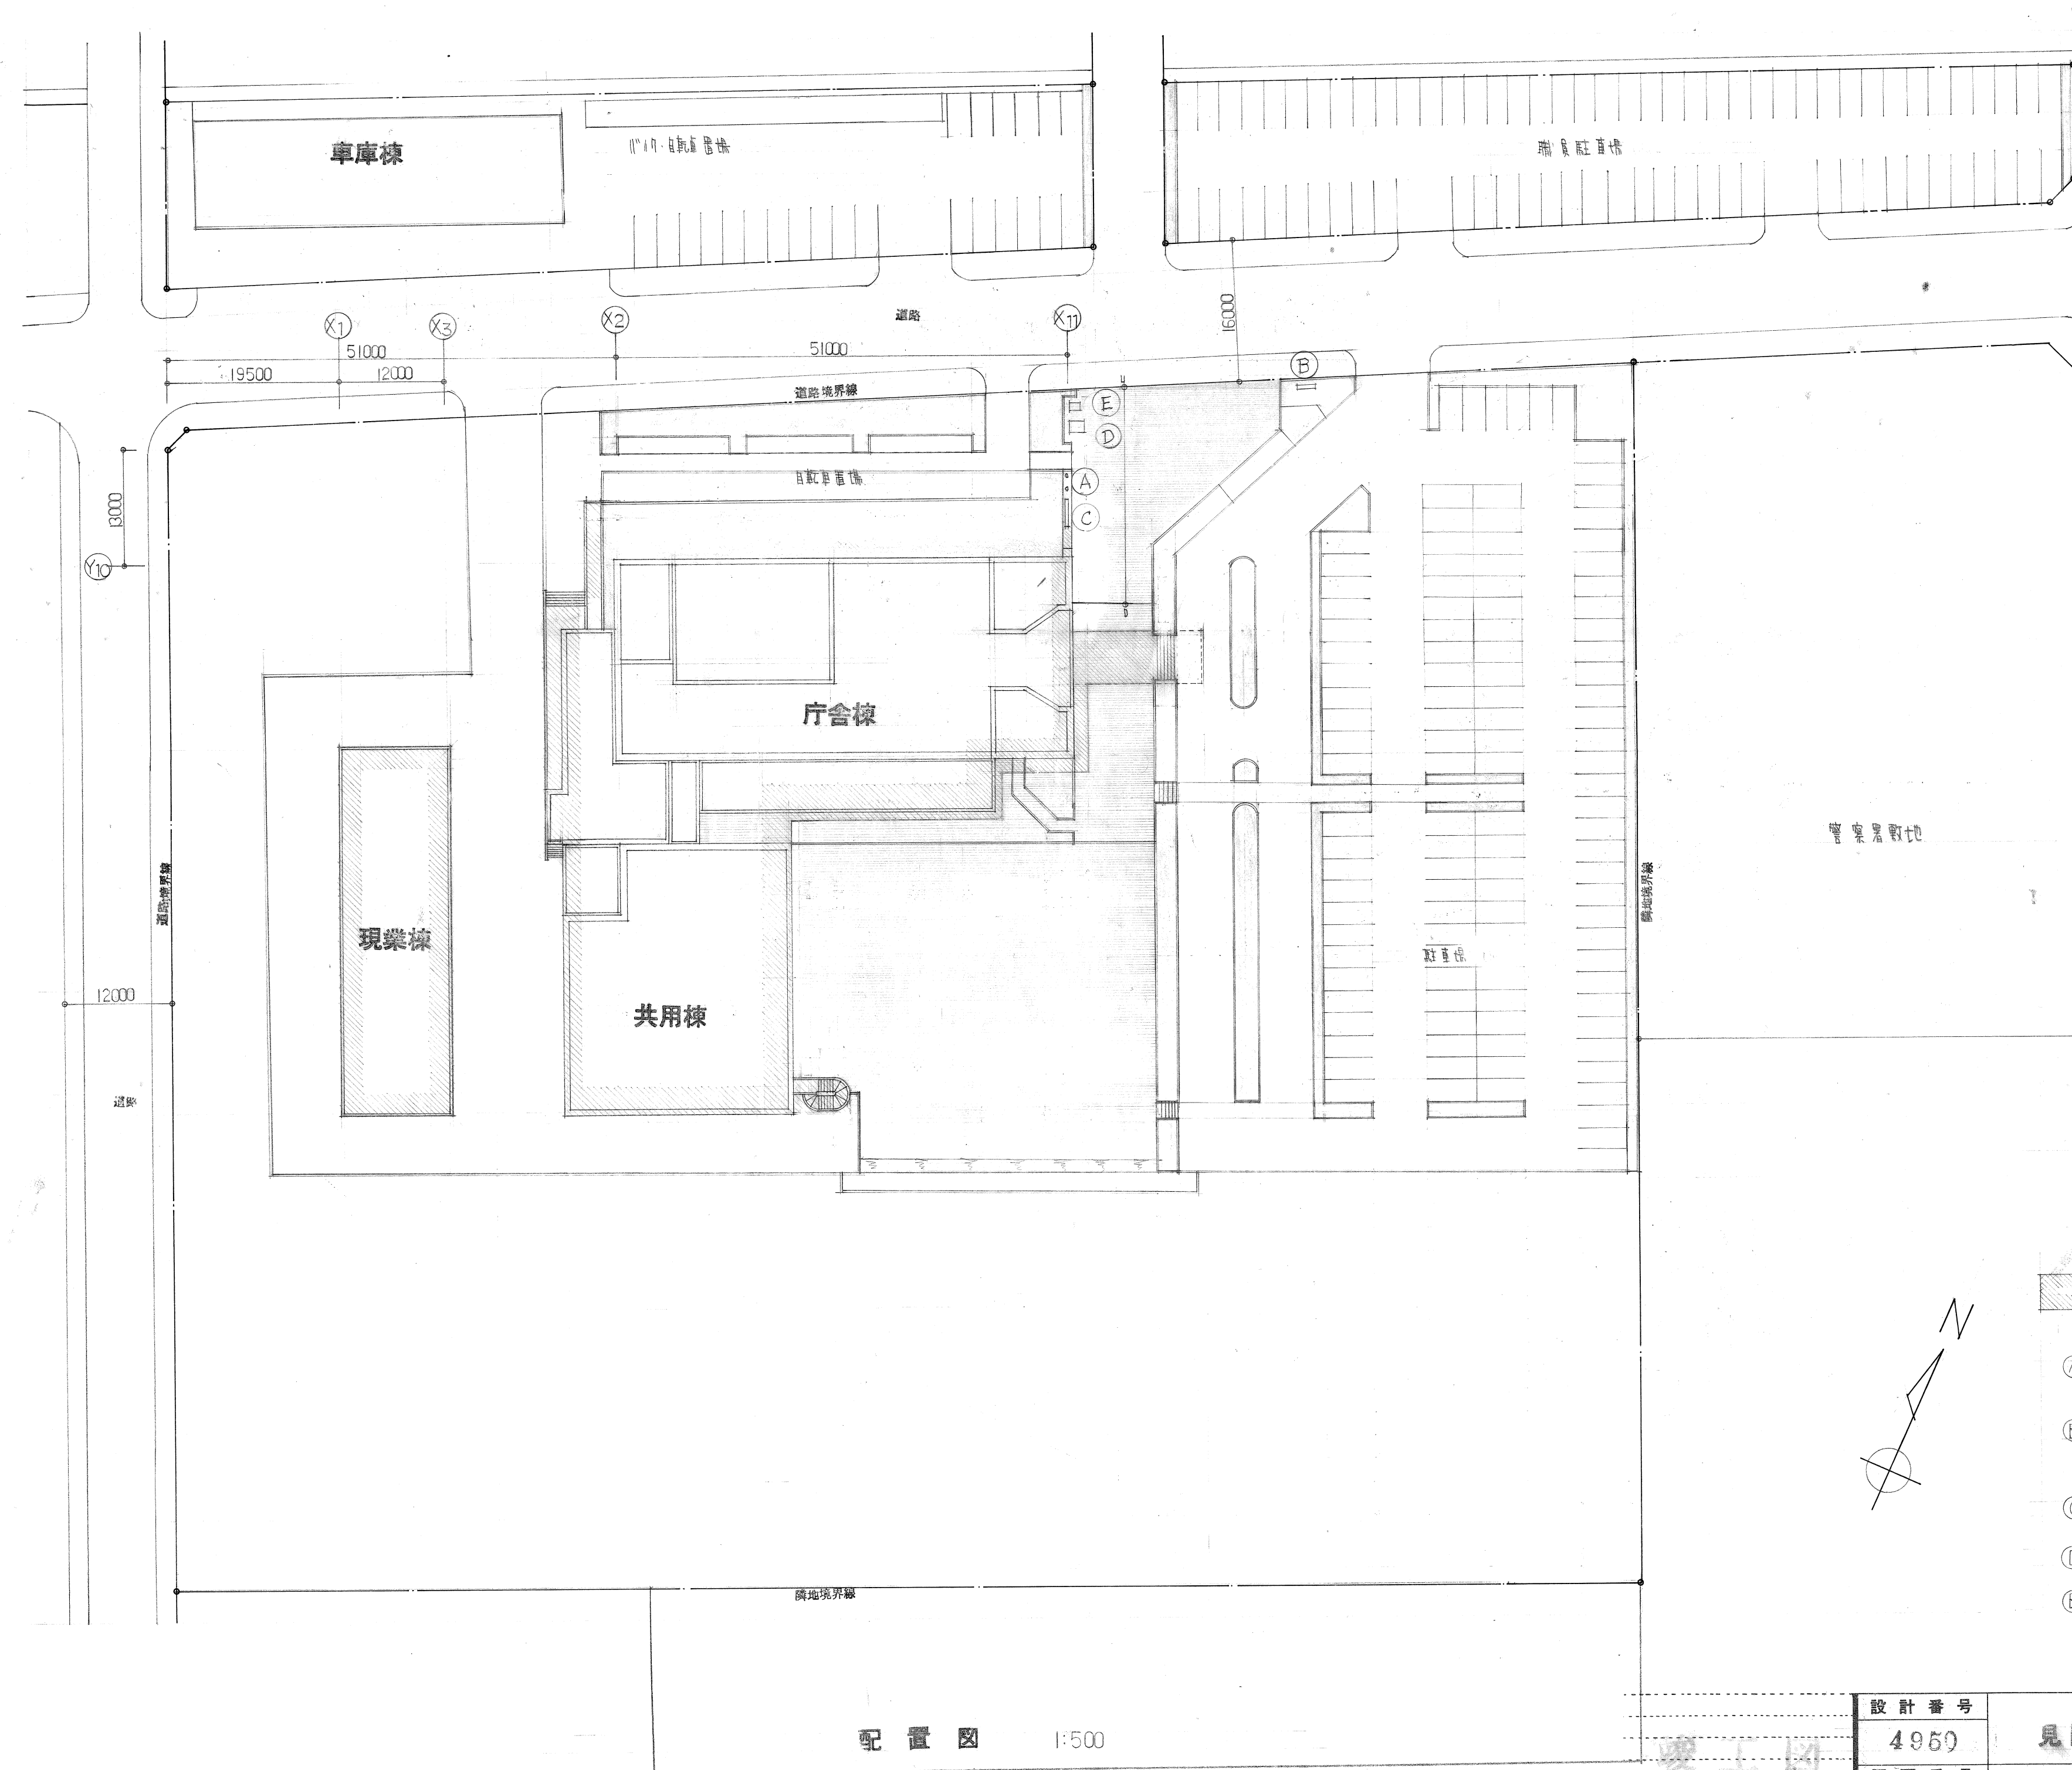 車庫棟
バイク・自転車置場
職員駐車場
X1
X3
X2
X11
道路
16000
51000
51000
19500
12000
道路境界線
B
E
D
自転車置場
A
C
13000
Y10
庁舎棟
警察署敷地
道路境界線
隣地境界線
現業棟
駐車場
12000
共用棟
道路
N
隣地境界線
配置図 1:500
設計番号
4950
見